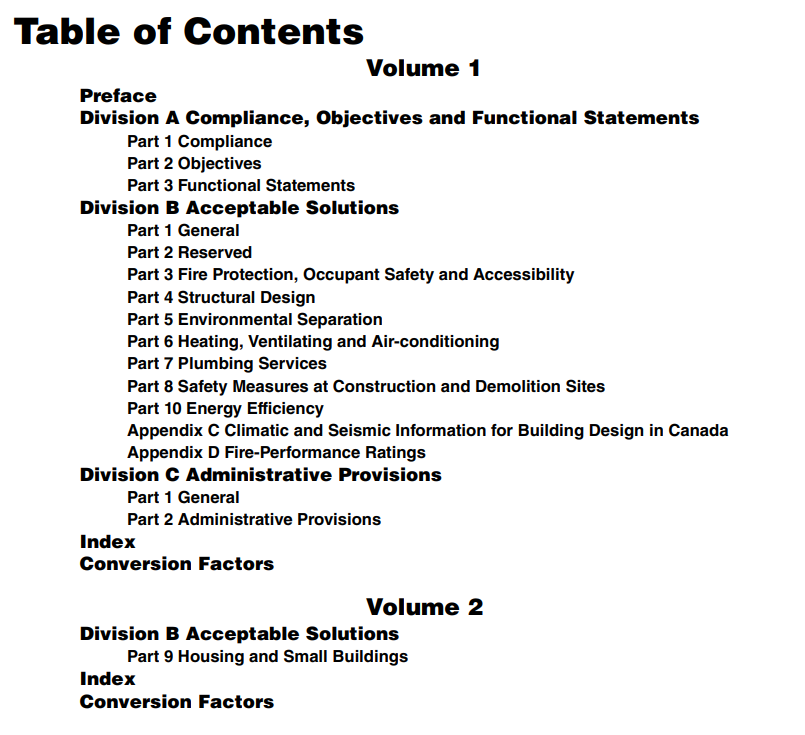 Table of Contents
Volume 1
Preface
Division A Compliance, Objectives and Functional Statements
Part 1 Compliance
Part 2 Objectives
Part 3 Functional Statements
Division B Acceptable Solutions
Part 1 General
Part 2 Reserved
Part 3 Fire Protection, Occupant Safety and Accessibility
Part 4 Structural Design
Part 5 Environmental Separation
Part 6 Heating, Ventilating and Air-conditioning
Part 7 Plumbing Services
Part 8 Safety Measures at Construction and Demolition Sites
Part 10 Energy Efficiency
Appendix C Climatic and Seismic Information for Building Design in Canada
Appendix D Fire-Performance Ratings
Division C Administrative Provisions
Part 1 General
Part 2 Administrative Provisions
Index
Conversion Factors
Volume 2
Division B Acceptable Solutions
Part 9 Housing and Small Buildings
Index
Conversion Factors